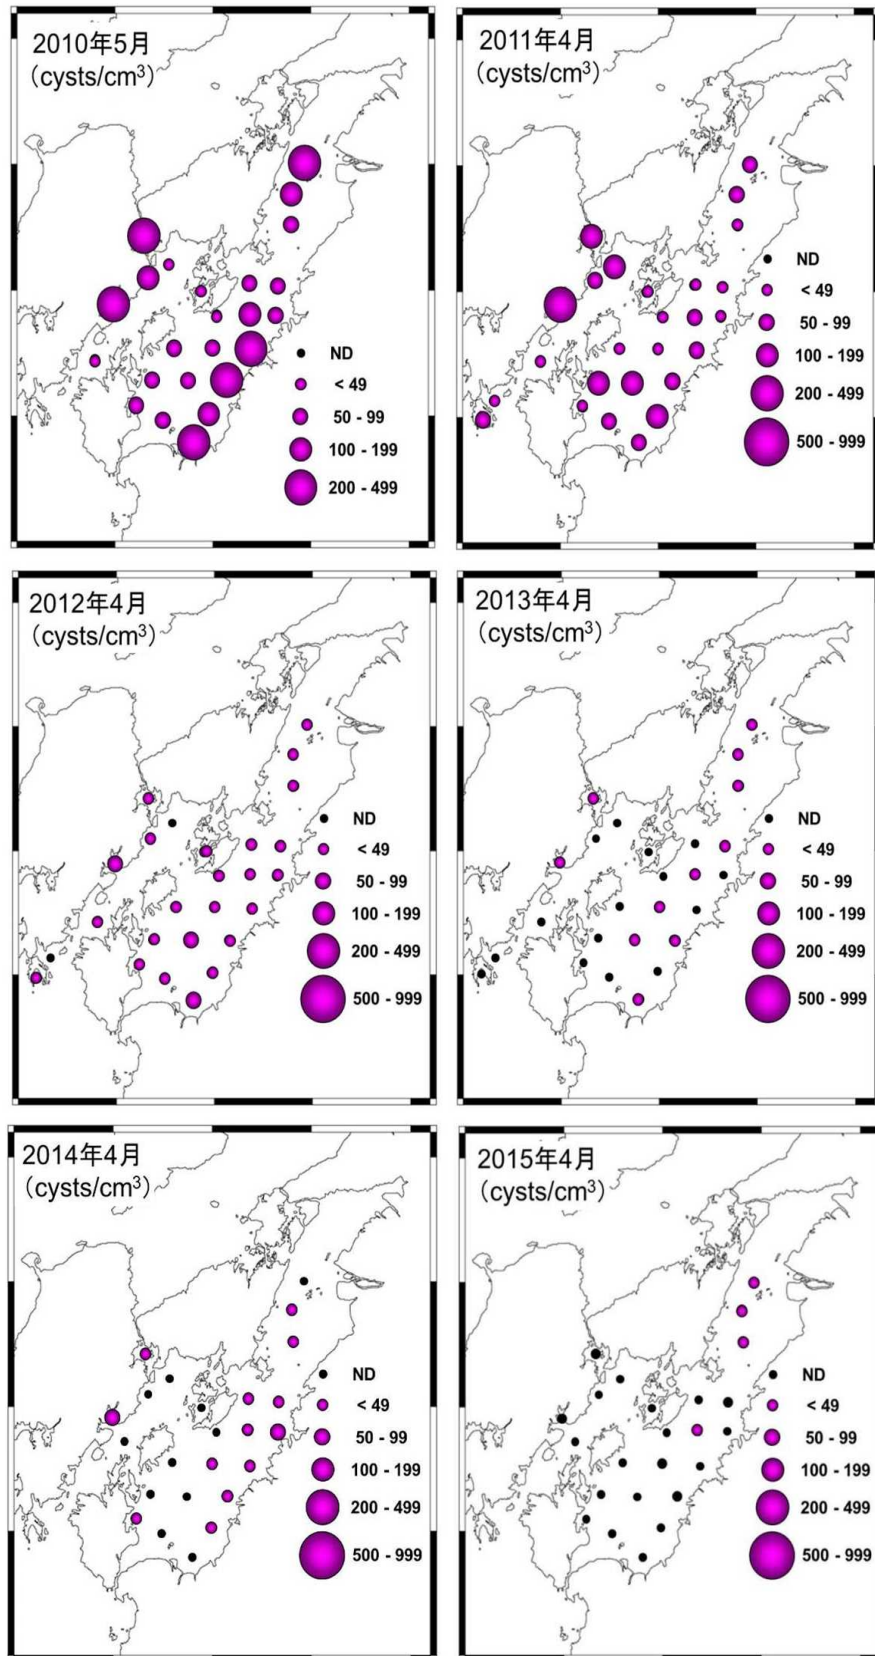 2010年5月
（cysts/cm³）
ND
< 49
50 - 99
100 - 199
200 - 499
2011年4月
（cysts/cm³）
ND
< 49
50 - 99
100 - 199
200 - 499
500 - 999
2012年4月
（cysts/cm³）
ND
< 49
50 - 99
100 - 199
200 - 499
500 - 999
2013年4月
（cysts/cm³）
ND
< 49
50 - 99
100 - 199
200 - 499
500 - 999
2014年4月
（cysts/cm³）
ND
< 49
50 - 99
100 - 199
200 - 499
500 - 999
2015年4月
（cysts/cm³）
ND
< 49
50 - 99
100 - 199
200 - 499
500 - 999